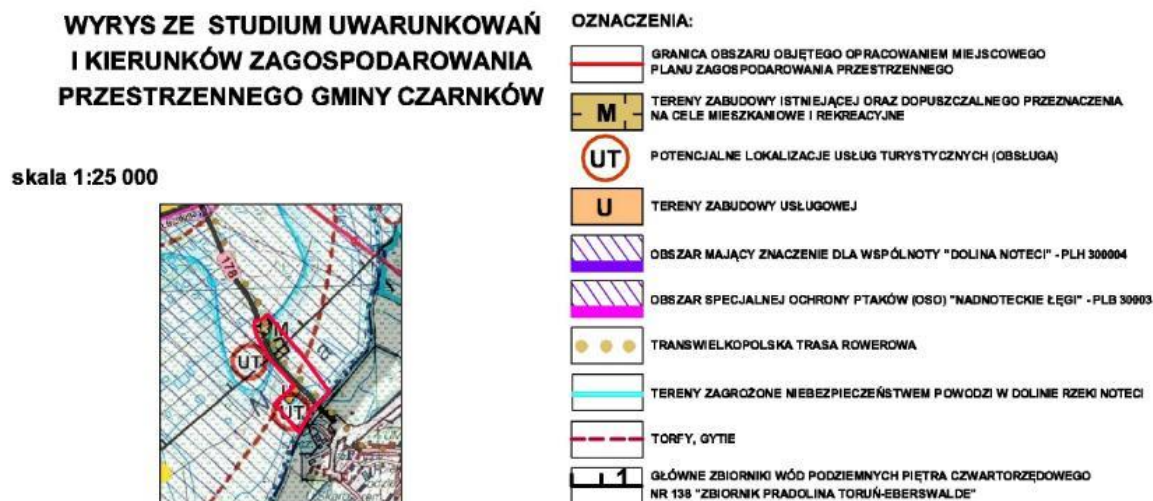 WYRYS ZE STUDIUM UWARUNKOWAŃ
I KIERUNKÓW ZAGOSPODAROWANIA
PRZESTRZENNEGO GMINY CZARNKÓW
skala 1:25 000
178
M
UT
UT
OZNACZENIA:
GRANICA OBSZARU OBJĘTEGO OPRACOWANIEM MIEJSCOWEGO
PLANU ZAGOSPODAROWANIA PRZESTRZENNEGO
M
TERENY ZABUDOWY ISTNIEJĄCEJ ORAZ DOPUSZCZALNEGO PRZEZNACZENIA
NA CELE MIESZKANIOWE I REKREACYJNE
UT
POTENCJALNE LOKALIZACJE USŁUG TURYSTYCZNYCH (OBSŁUGA)
U
TERENY ZABUDOWY USŁUGOWEJ
OBSZAR MAJĄCY ZNACZENIE DLA WSPÓLNOTY "DOLINA NOTECI" - PLH 300004
OBSZAR SPECJALNEJ OCHRONY PTAKÓW (OSO) "NADNOTECKIE ŁĘGI" - PLB 30003
TRANSWIELKOPOLSKA TRASA ROWEROWA
TERENY ZAGROŻONE NIEBEZPIECZEŃSTWEM POWODZI W DOLINIE RZEKI NOTECI
TORFY, GYTIE
1
GŁÓWNE ZBIORNIKI WÓD PODZIEMNYCH PIĘTRA CZWARTORZĘDOWEGO
NR 138 "ZBIORNIK PRADOLINA TORUŃ-EBERSWALDE"